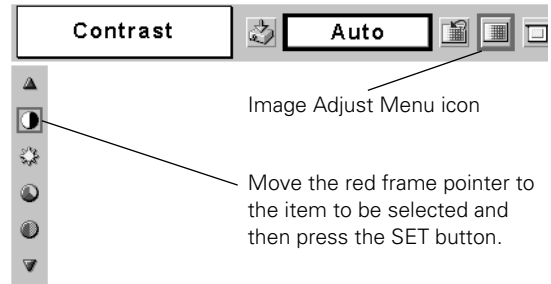 Contrast
Auto
Image Adjust Menu icon
Move the red frame pointer to
the item to be selected and
then press the SET button.